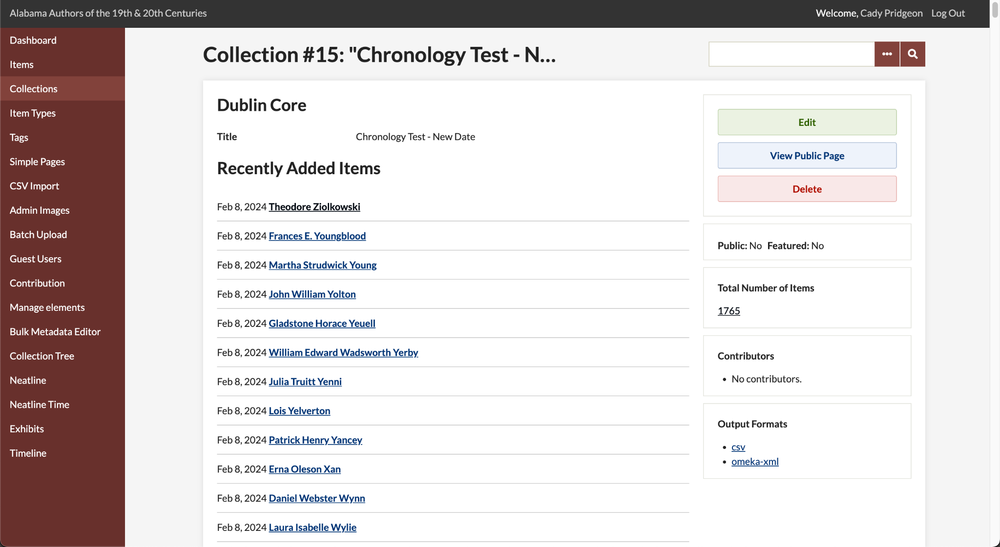 Alabama Authors of the 19th & 20th Centuries
Welcome, Cady Pridgeon Log Out
Dashboard
Items
Collections
Item Types
Tags
Simple Pages
CSV Import
Admin Images
Batch Upload
Guest Users
Contribution
Manage elements
Bulk Metadata Editor
Collection Tree
Neatline
Neatline Time
Exhibits
Timeline
Collection #15: "Chronology Test - N...
Dublin Core
Title Chronology Test - New Date
Recently Added Items
Feb 8, 2024 Theodore Ziolkowski
Feb 8, 2024 Frances E. Youngblood
Feb 8, 2024 Martha Strudwick Young
Feb 8, 2024 John William Yolton
Feb 8, 2024 Gladstone Horace Yeuell
Feb 8, 2024 William Edward Wadsworth Yerby
Feb 8, 2024 Julia Truitt Yenni
Feb 8, 2024 Lois Yelverton
Feb 8, 2024 Patrick Henry Yancey
Feb 8, 2024 Erna Oleson Xan
Feb 8, 2024 Daniel Webster Wynn
Feb 8, 2024 Laura Isabelle Wylie
Edit
View Public Page
Delete
Public: No Featured: No
Total Number of Items
1765
Contributors
No contributors.
Output Formats
csv
omeka-xml